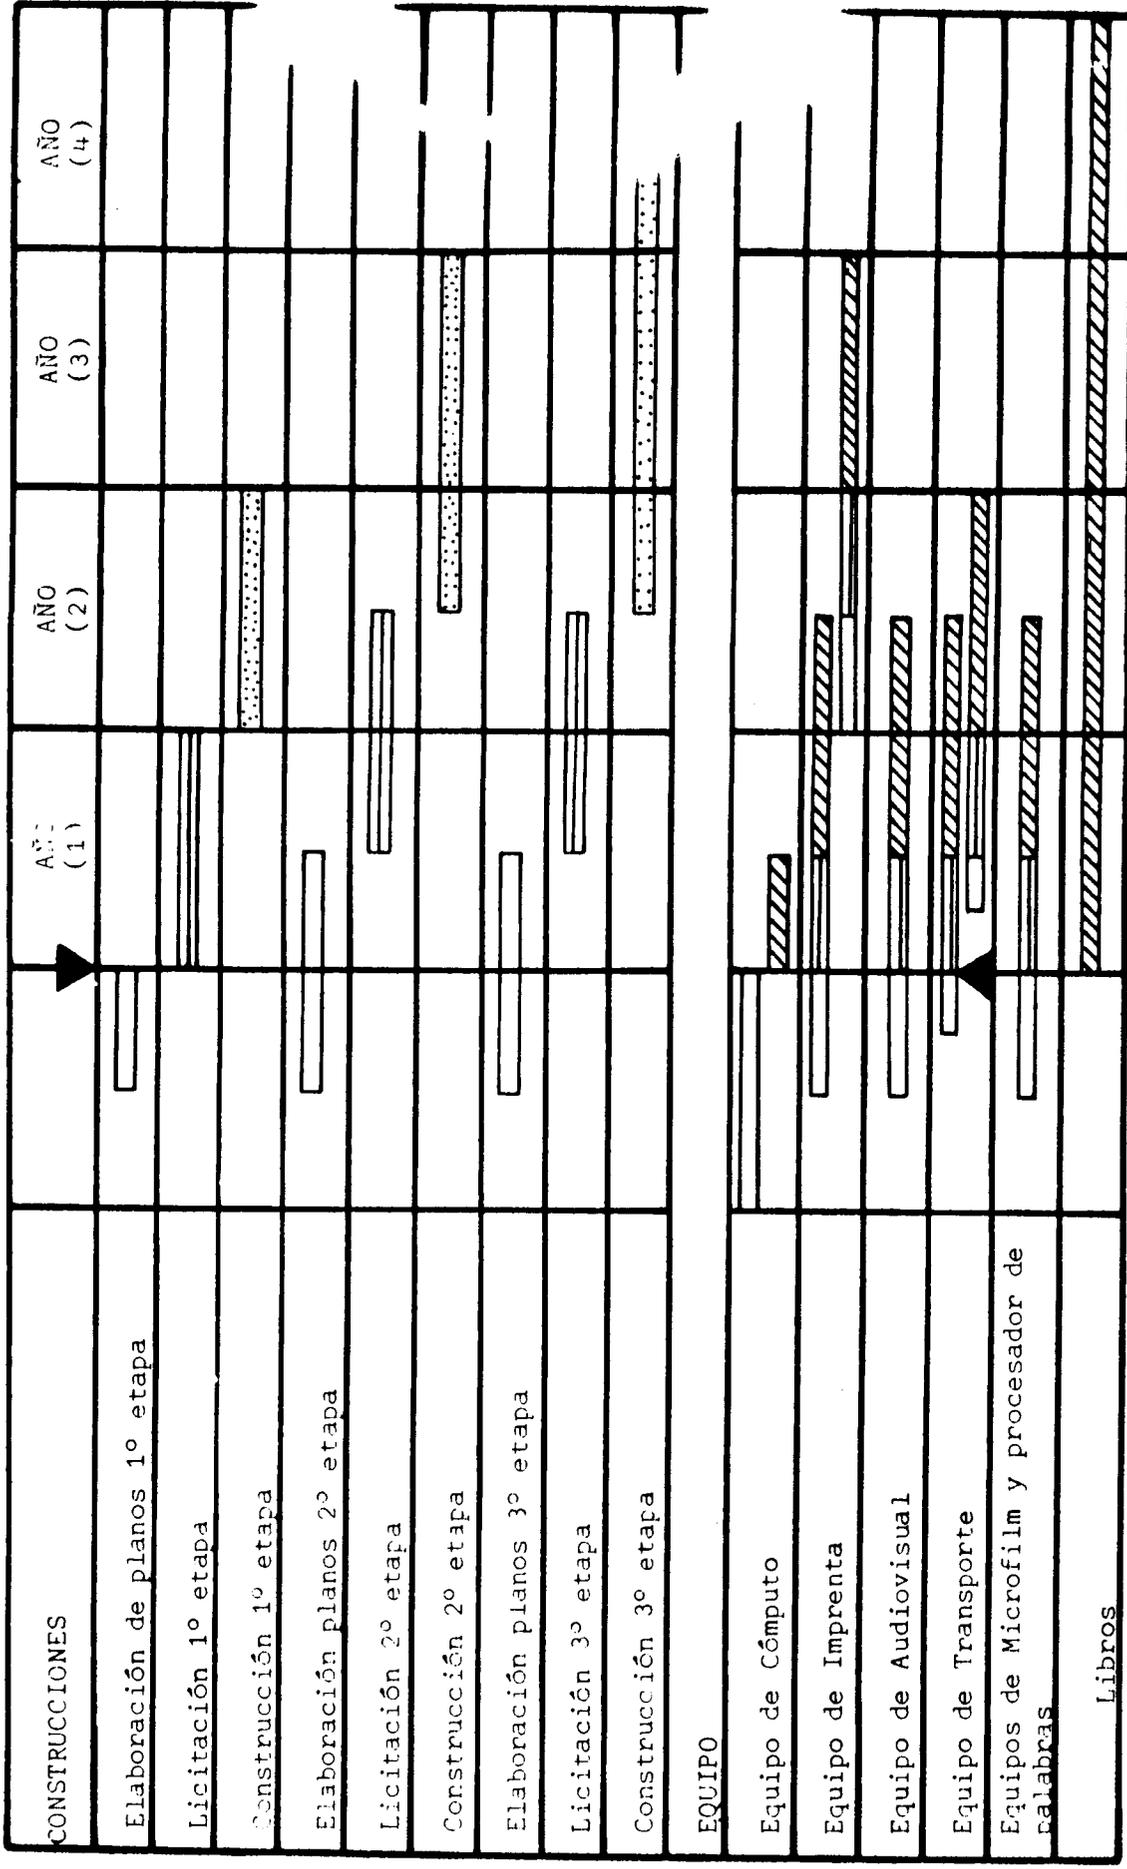 CONSTRUCCIONES
AÑO
(1)
AÑO
(2)
AÑO
(3)
AÑO
(4)
Elaboración de planos 1º etapa
Licitación 1º etapa
Construcción 1º etapa
Elaboración planos 2º etapa
Licitación 2º etapa
Construcción 2º etapa
Elaboración planos 3º etapa
Licitación 3º etapa
Construcción 3º etapa
EQUIPO
Equipo de Cómputo
Equipo de Imprenta
Equipo de Audiovisual
Equipo de Transporte
Equipos de Microfilm y procesador de
palabras
Libros